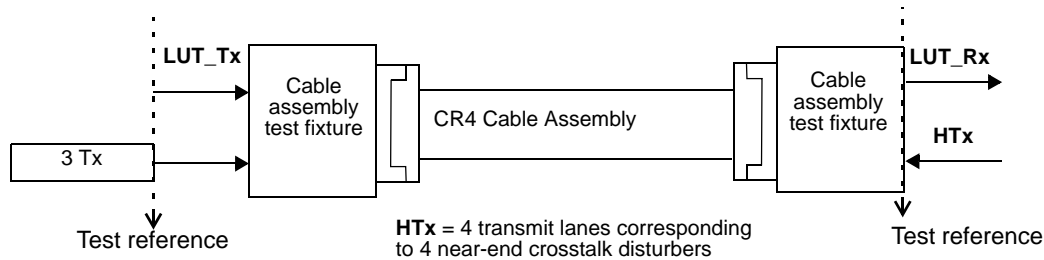 LUT_Tx
Cable
assembly
test fixture
3 Tx
CR4 Cable Assembly
Cable
assembly
test fixture
LUT_Rx
HTx
Test reference
HTx = 4 transmit lanes corresponding
to 4 near-end crosstalk disturbers
Test reference